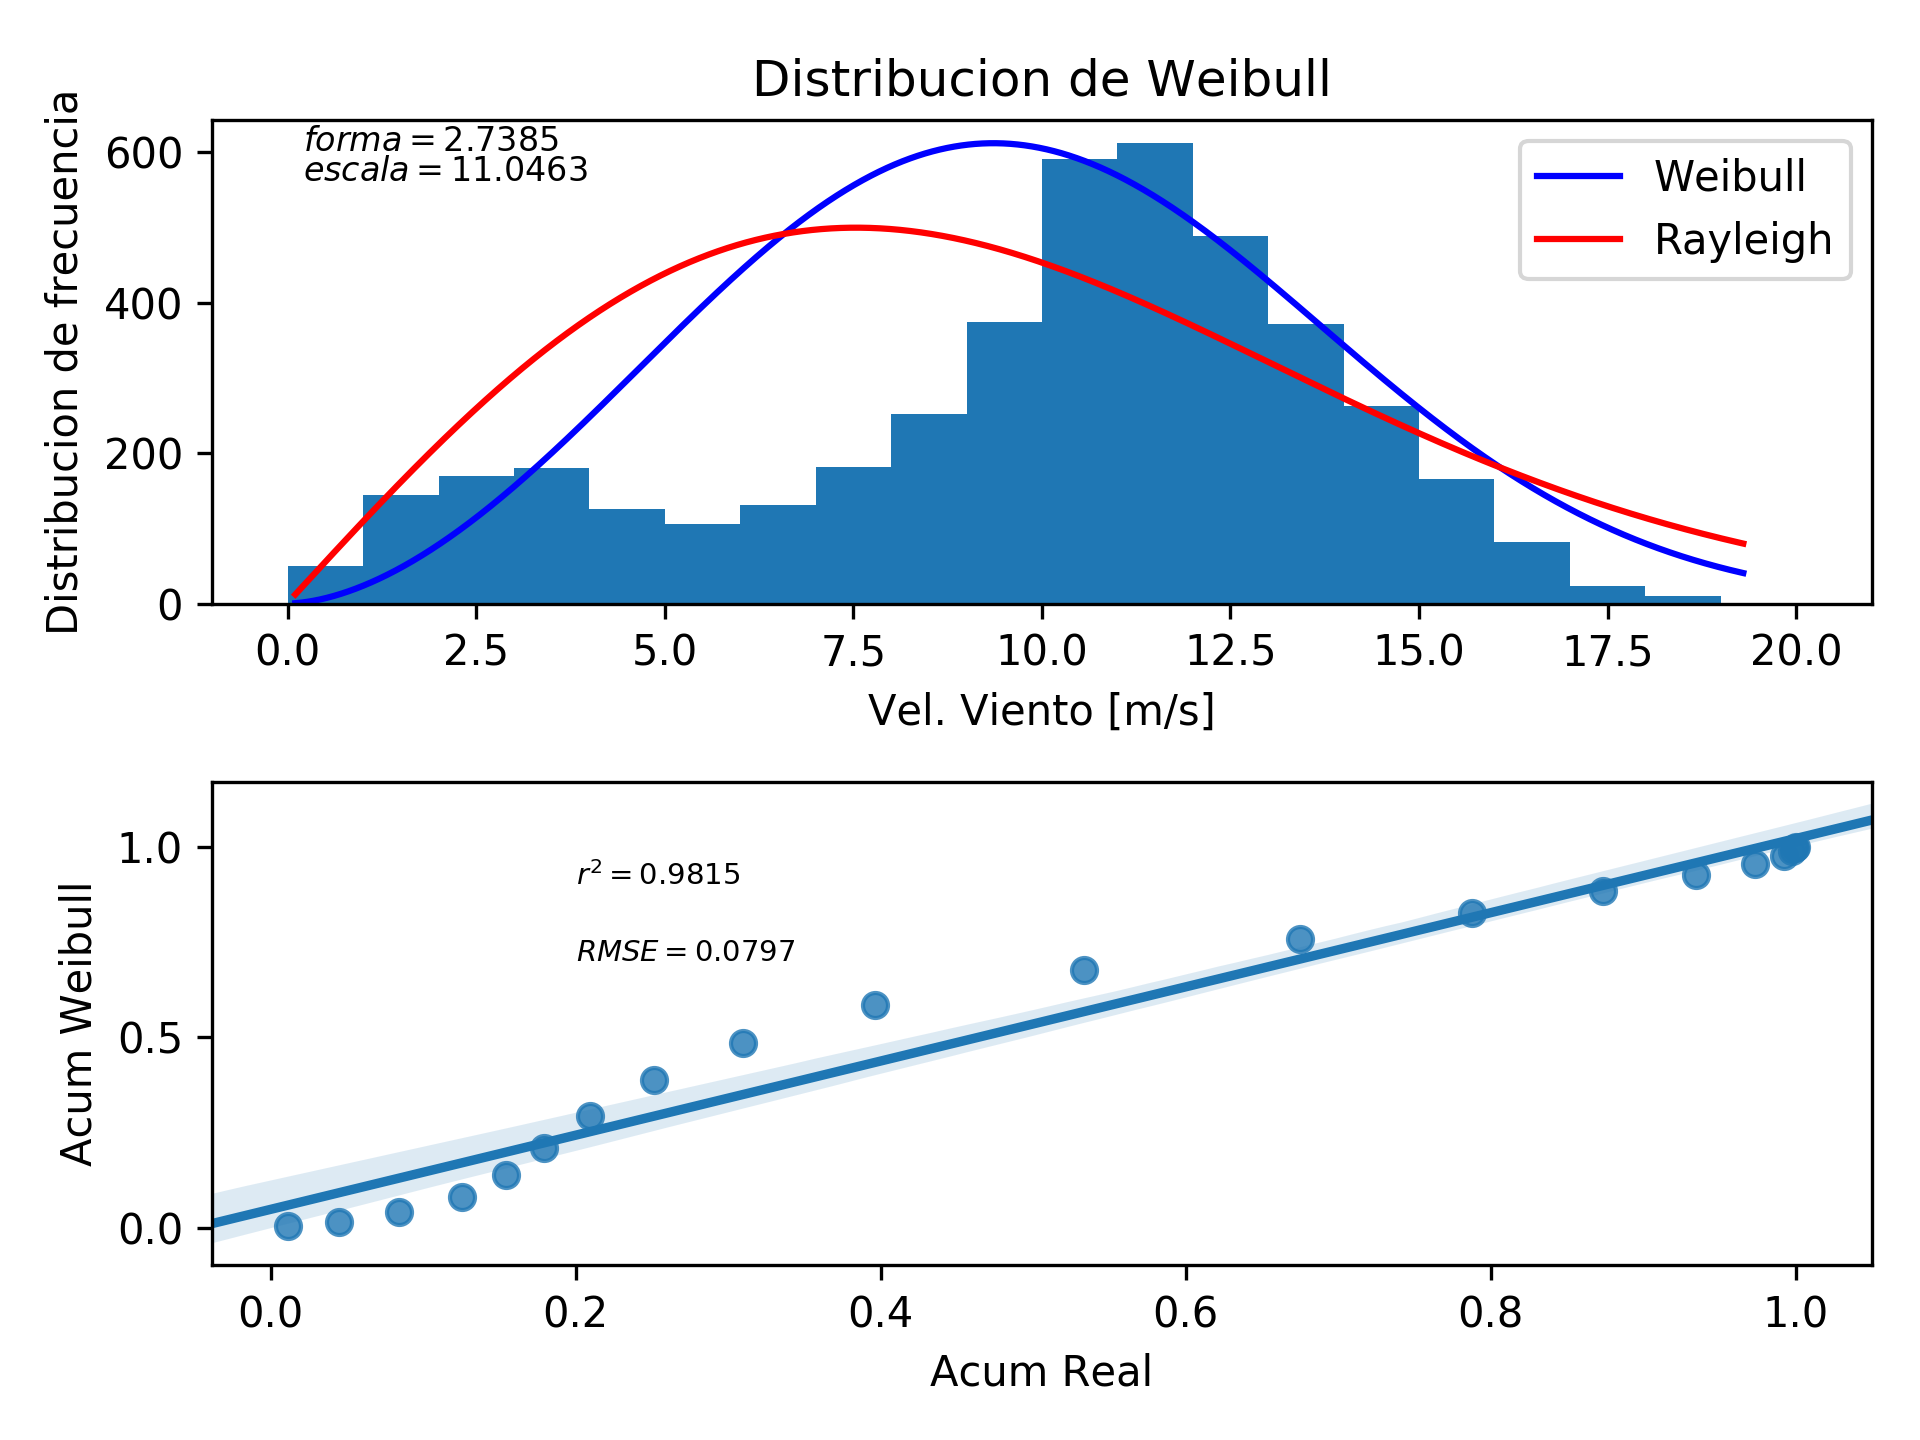 Distribucion de Weibull
forma = 2.7385
escala = 11.0463
Weibull
Rayleigh
Distribucion de frecuencia
600
400
200
0
0.0 2.5 5.0 7.5 10.0 12.5 15.0 17.5 20.0
Vel. Viento [m/s]
r² = 0.9815
RMSE = 0.0797
Acum Weibull
1.0
0.5
0.0
0.0 0.2 0.4 0.6 0.8 1.0
Acum Real